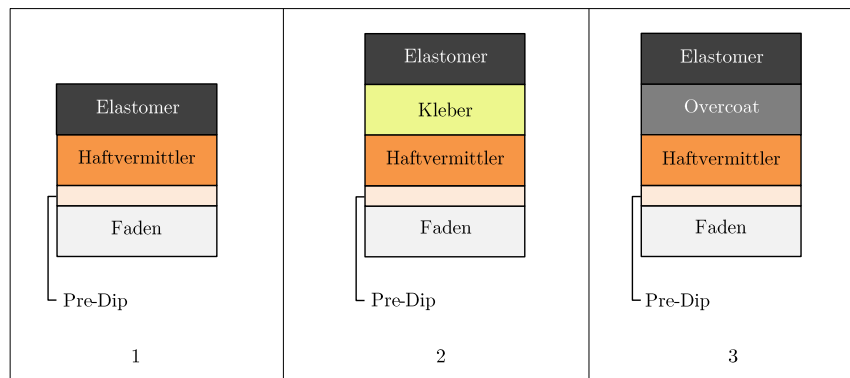 Elastomer
Haftvermittler
Faden
Pre-Dip
1
Elastomer
Kleber
Haftvermittler
Faden
Pre-Dip
2
Elastomer
Overcoat
Haftvermittler
Faden
Pre-Dip
3